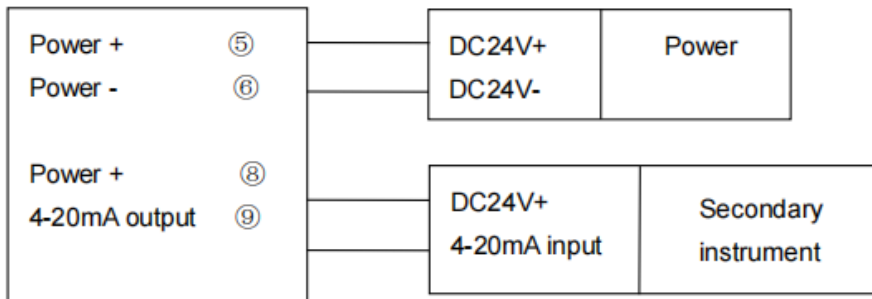 Power + ⑤
Power - ⑥
Power + ⑧
4-20mA output ⑨
DC24V+
DC24V-
Power
DC24V+
4-20mA input
Secondary
instrument